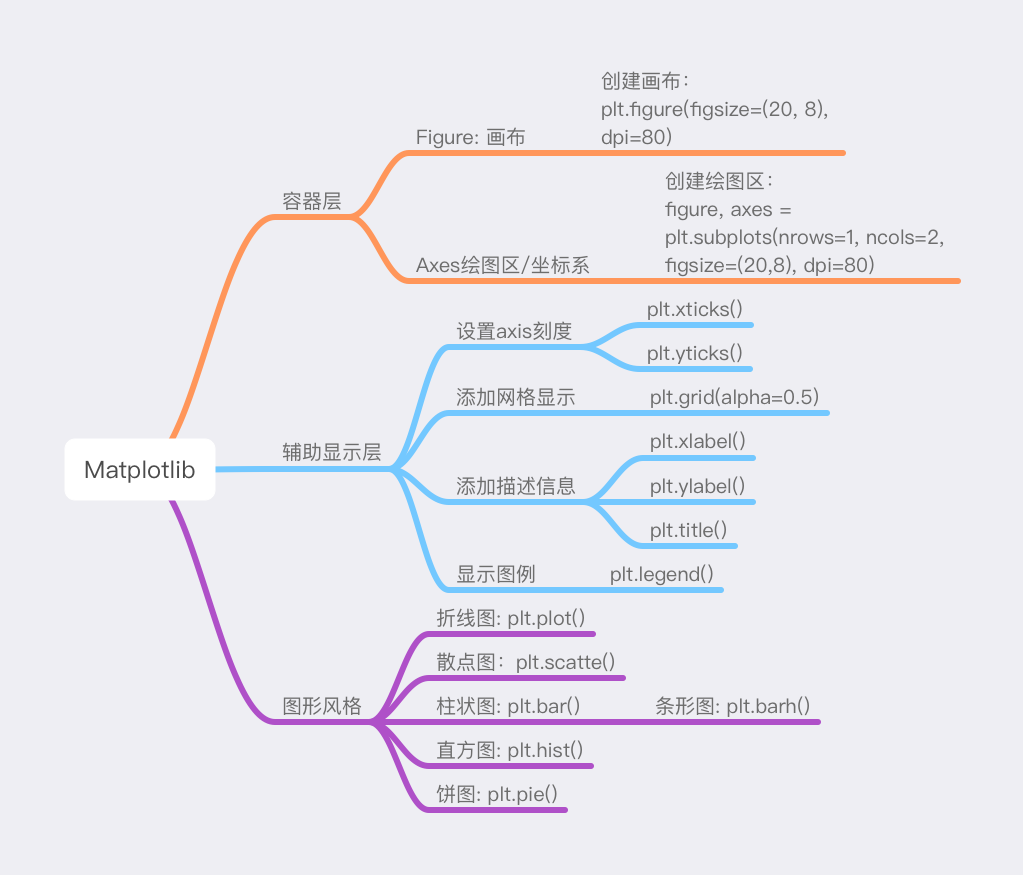 Matplotlib
容器层
Figure: 画布
创建画布：
plt.figure(figsize=(20, 8),
dpi=80)
Axes绘图区/坐标系
创建绘图区：
figure, axes =
plt.subplots(nrows=1, ncols=2,
figsize=(20,8), dpi=80)
辅助显示层
设置axis刻度
plt.xticks()
plt.yticks()
添加网格显示
plt.grid(alpha=0.5)
添加描述信息
plt.xlabel()
plt.ylabel()
plt.title()
显示图例
plt.legend()
图形风格
折线图: plt.plot()
散点图：plt.scatte()
柱状图: plt.bar()
条形图: plt.barh()
直方图: plt.hist()
饼图: plt.pie()